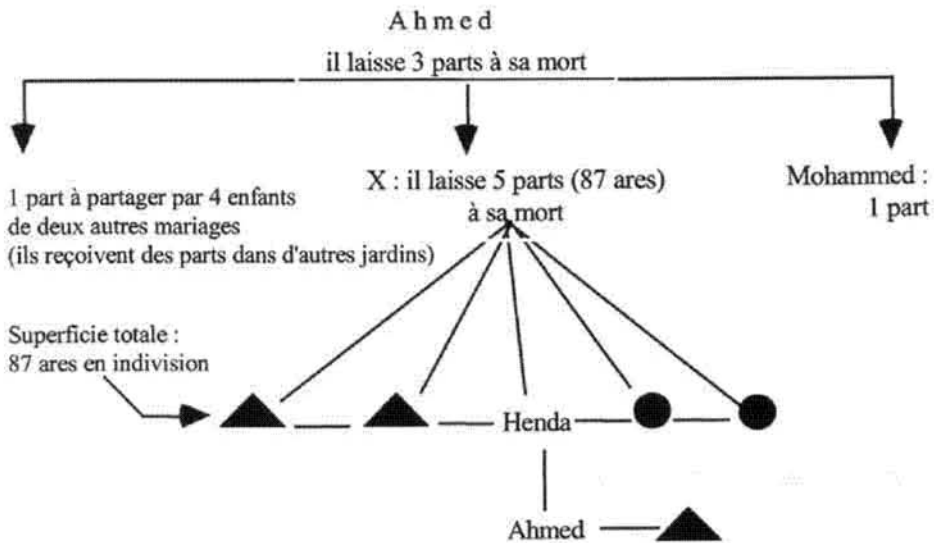 Ahmed
il laisse 3 parts à sa mort
1 part à partager par 4 enfants
de deux autres mariages
(ils reçoivent des parts dans d'autres jardins)
X : il laisse 5 parts (87 ares)
à sa mort
Mohammed :
1 part
Superficie totale :
87 ares en indivision
Henda
Ahmed